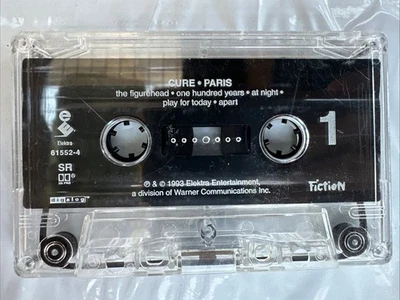 CURE • PARIS
the figurehead • one hundred years • at night •
play for today • apart
e
Elektra
61552-4
SR
1
℗ & © 1993 Elektra Entertainment,
a division of Warner Communications Inc.
Fiction
digalog